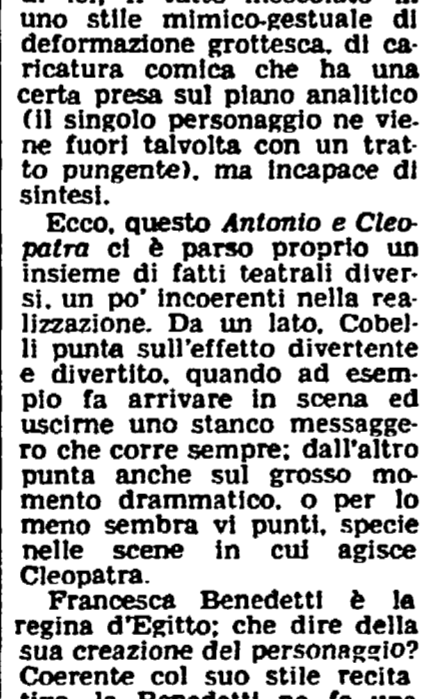 uno stile mimico-gestuale di
deformazione grottesca, di ca-
ricatura comica che ha una
certa presa sul piano analitico
(il singolo personaggio ne vie-
ne fuori talvolta con un trat-
to pungente), ma incapace di
sintesi.
Ecco, questo Antonio e Cleo-
patra ci è parso proprio un
insieme di fatti teatrali diver-
si, un po' incoerenti nella rea-
lizzazione. Da un lato, Cobel-
li punta sull'effetto divertente
e divertito, quando ad esem-
pio fa arrivare in scena ed
uscirne uno stanco messagge-
ro che corre sempre; dall'altro
punta anche sul grosso mo-
mento drammatico, o per lo
meno sembra vi punti, specie
nelle scene in cui agisce
Cleopatra.
Francesca Benedetti è la
regina d'Egitto; che dire della
sua creazione del personaggio?
Coerente col suo stile recita